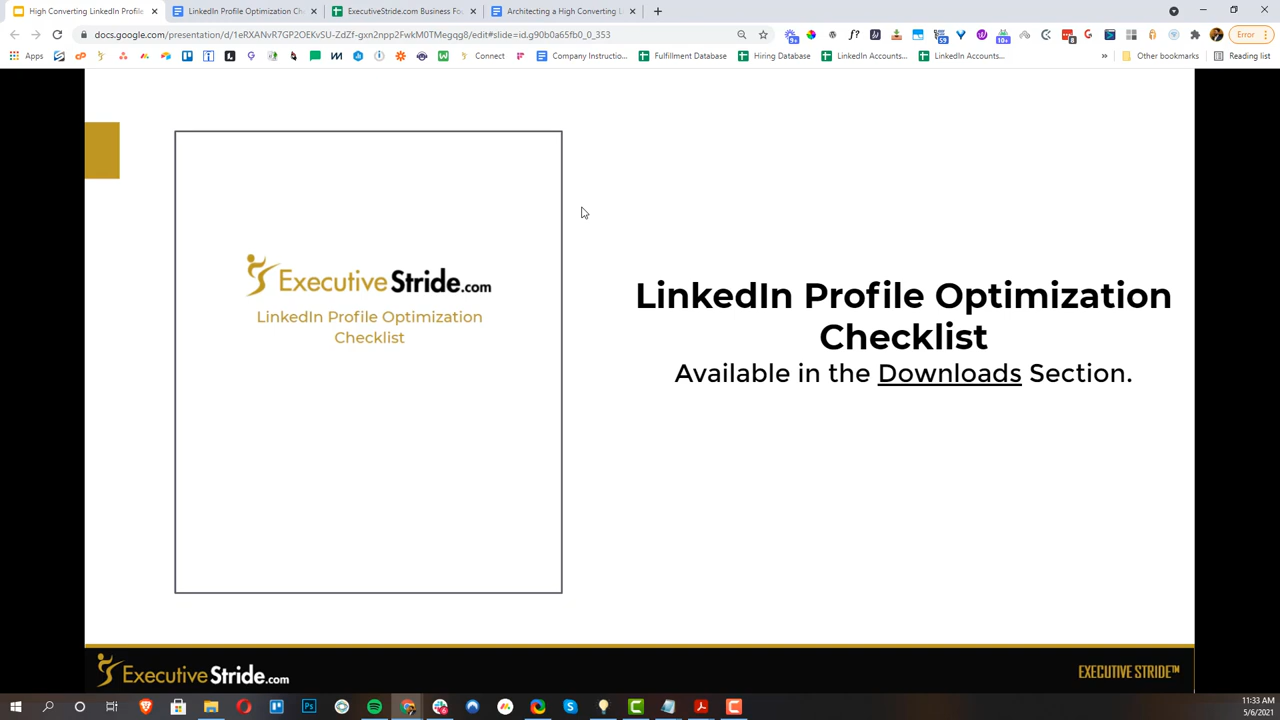 High Converting LinkedIn Profile
LinkedIn Profile Optimization Ch
ExecutiveStride.com Business Fo
Architecting a High Converting L
docs.google.com/presentation/d/1eRXANvR7GP2bEKvSU-ZdZf-gxn2npp2FwkM0TMegqg8/edit#slide=id.g90b0a65fb0_0_353
Error
Apps
Connect
Company Instructio...
Fulfillment Database
Hiring Database
LinkedIn Accounts...
LinkedIn Accounts...
Other bookmarks
Reading list
ExecutiveStride.com
LinkedIn Profile Optimization
Checklist
LinkedIn Profile Optimization
Checklist
Available in the Downloads Section.
ExecutiveStride.com
EXECUTIVE STRIDE™
11:33 AM
5/6/2021